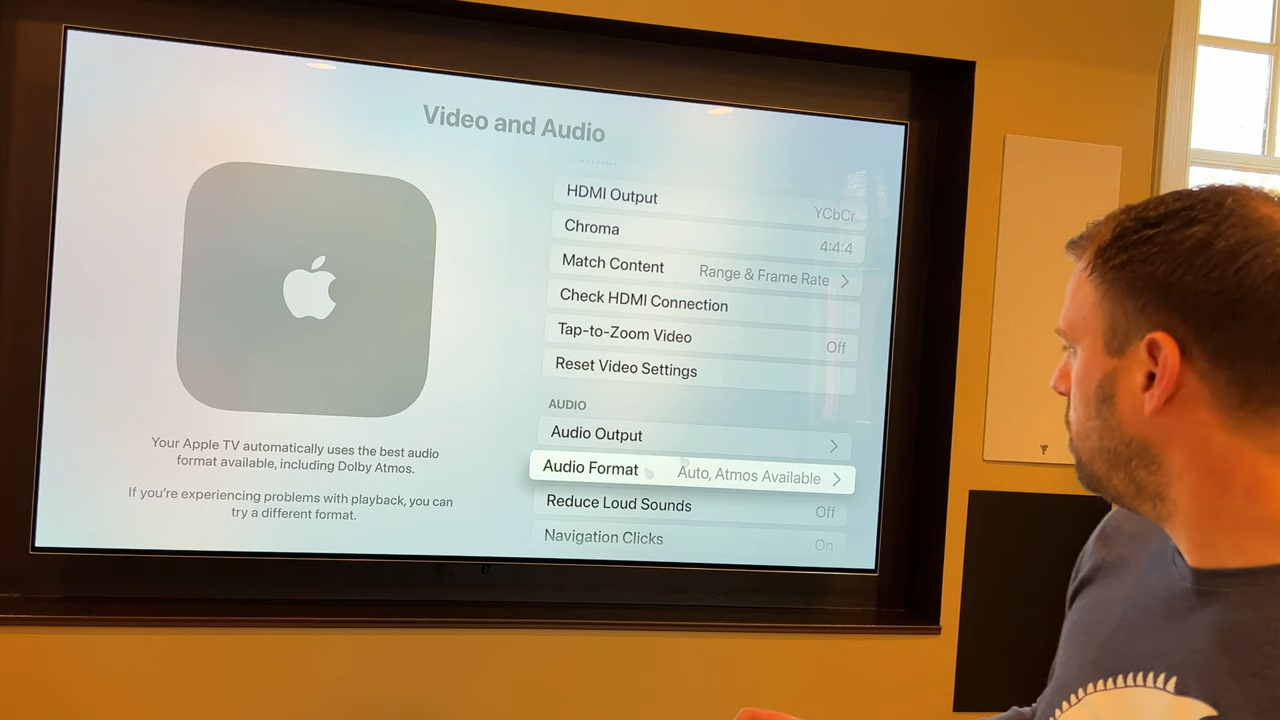 Video and Audio
HDMI Output YCbCr
Chroma 4:4:4
Match Content Range & Frame Rate
Check HDMI Connection
Tap-to-Zoom Video Off
Reset Video Settings
AUDIO
Audio Output
Audio Format Auto, Atmos Available
Reduce Loud Sounds Off
Navigation Clicks On
Your Apple TV automatically uses the best audio
format available, including Dolby Atmos.
If you're experiencing problems with playback, you can
try a different format.